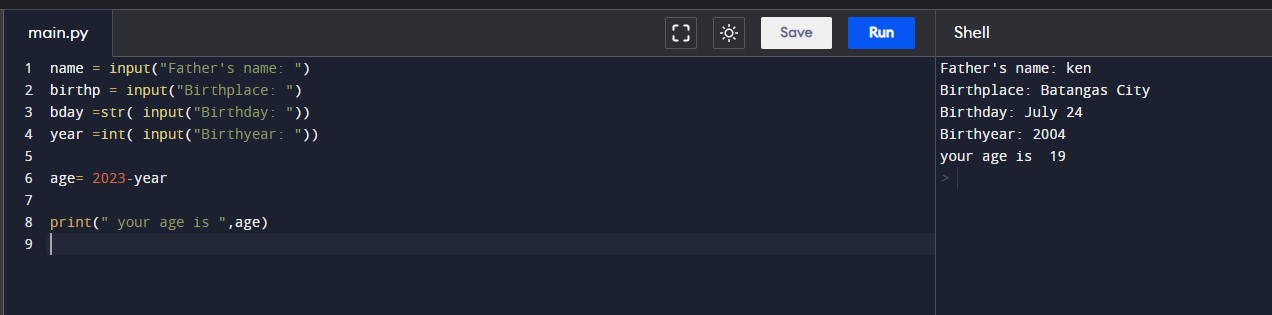 main.py
Save
Run
Shell
1 name = input("Father's name: ")
2 birthp = input("Birthplace: ")
3 bday =str( input("Birthday: "))
4 year =int( input("Birthyear: "))
5
6 age= 2023-year
7
8 print(" your age is ",age)
9
Father's name: ken
Birthplace: Batangas City
Birthday: July 24
Birthyear: 2004
your age is  19
>